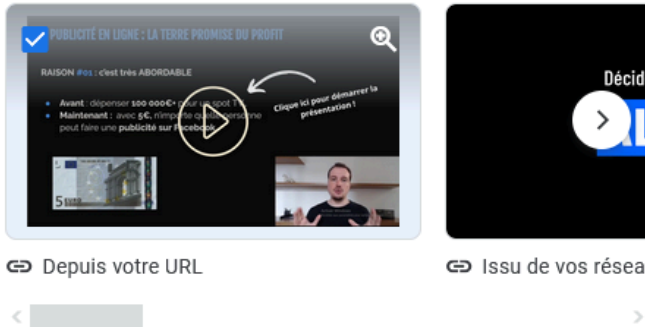 PUBLICITÉ EN LIGNE : LA TERRE PROMISE DU PROFIT
RAISON #01 : c'est très ABORDABLE
Clique ici pour démarrer la
présentation !
Avant : dépenser 100 000€+ pour un spot TV
Maintenant : avec 5€, n'importe quelle personne
peut faire une publicité sur Facebook
5 EURO
Décid
Depuis votre URL
Issu de vos résea